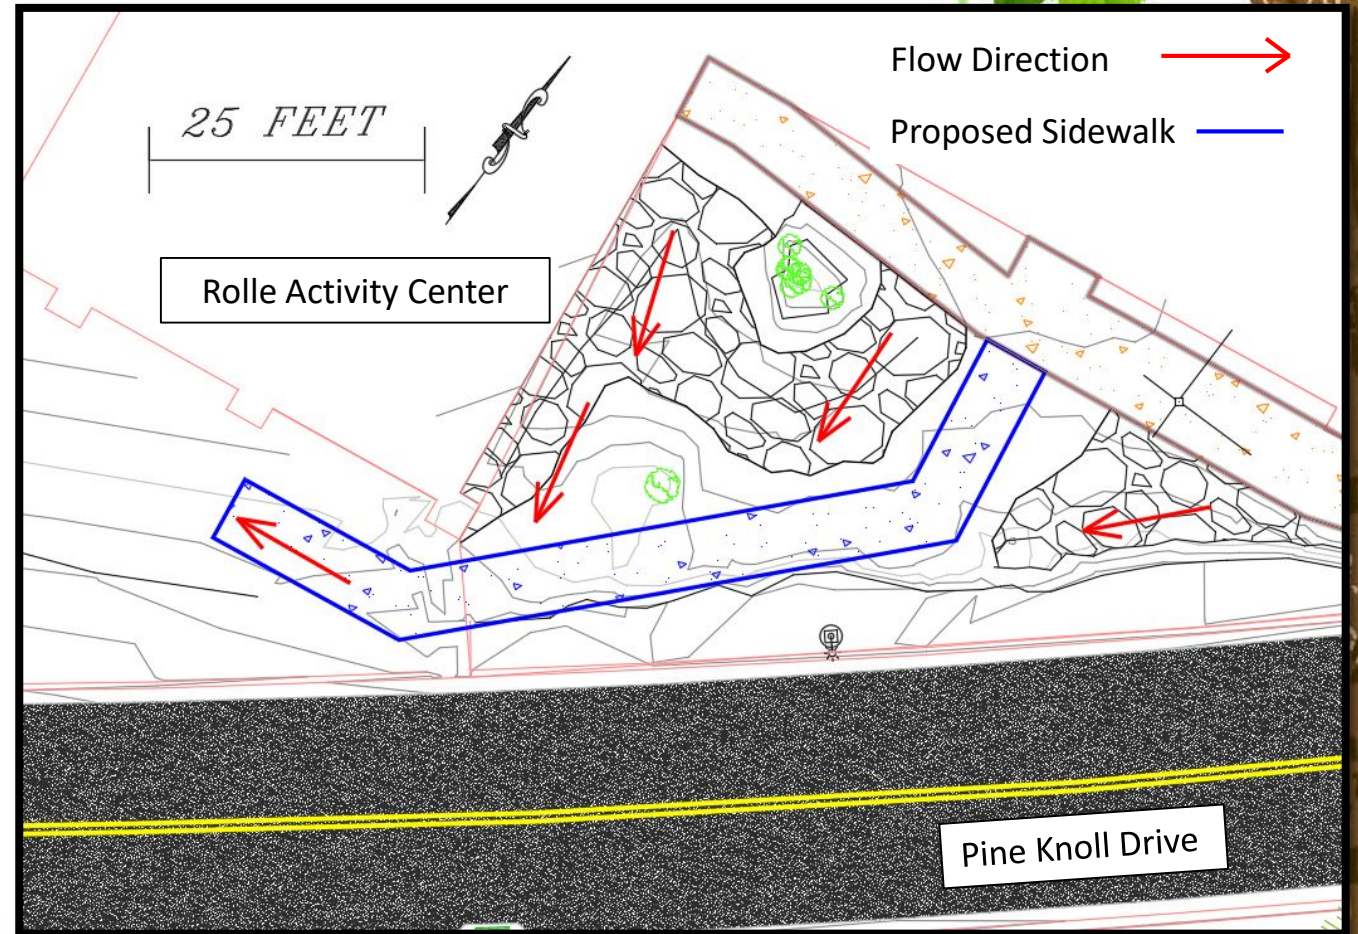 25 FEET
Flow Direction
Proposed Sidewalk
Rolle Activity Center
Pine Knoll Drive